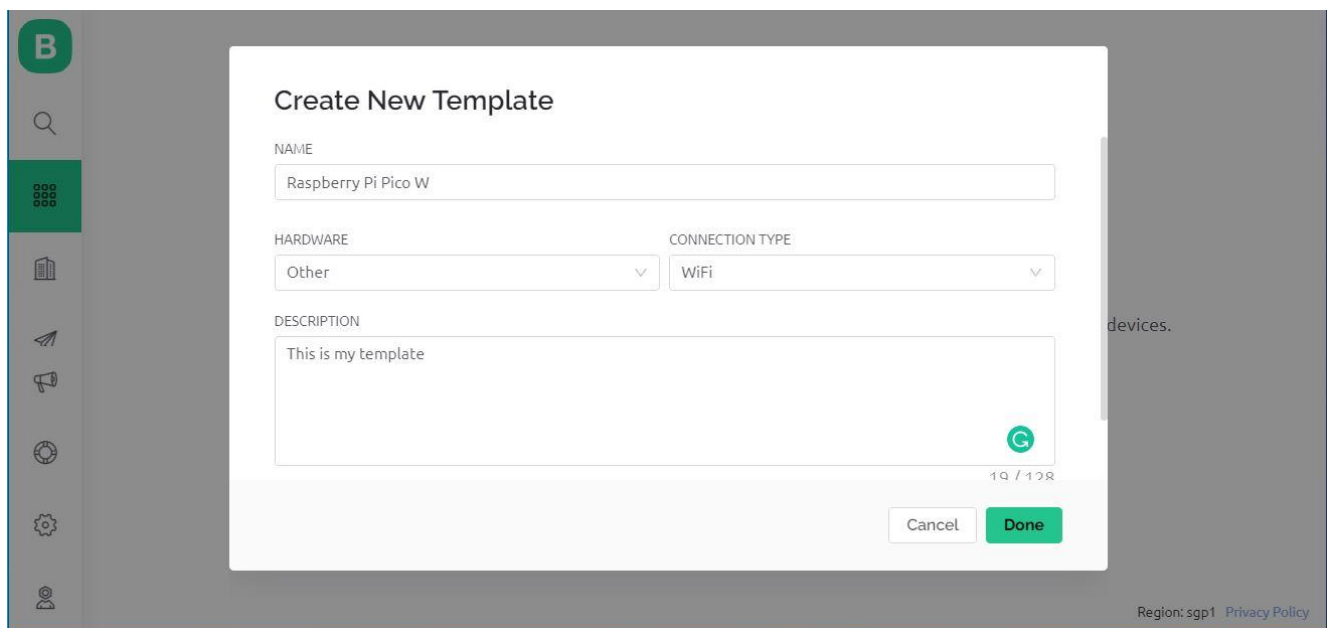 B
Create New Template
NAME
Raspberry Pi Pico W
HARDWARE
CONNECTION TYPE
Other
WiFi
DESCRIPTION
This is my template
devices.
19 / 128
Cancel
Done
Region: sgp1 Privacy Policy